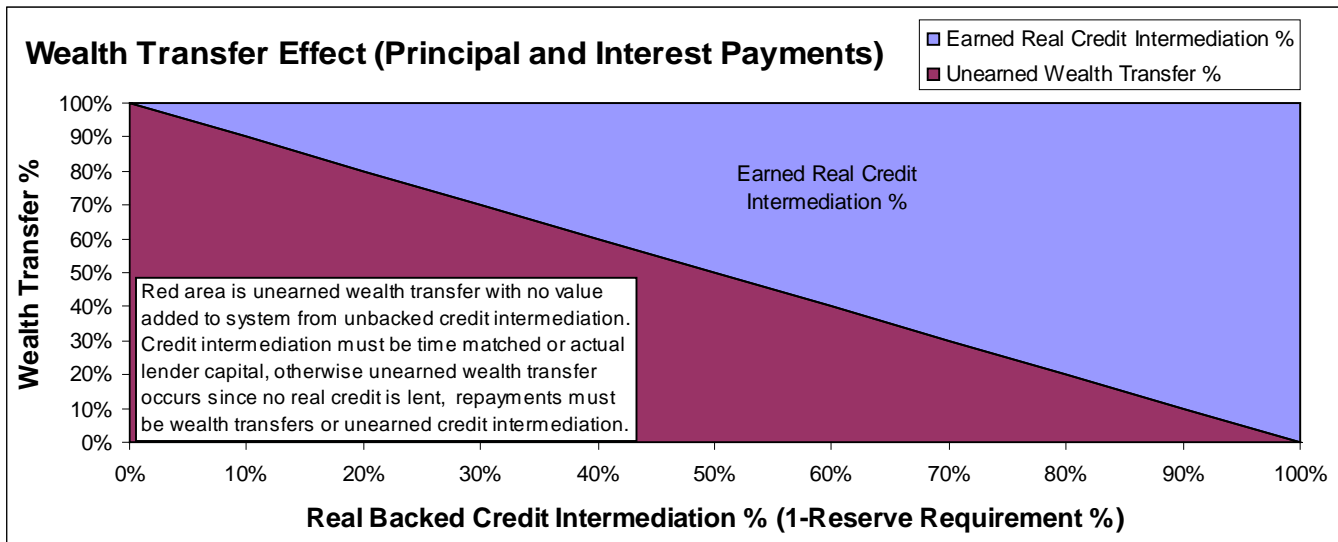 Wealth Transfer Effect (Principal and Interest Payments)
Earned Real Credit Intermediation %
Unearned Wealth Transfer %
Wealth Transfer %
100%
90%
80%
70%
60%
50%
40%
30%
20%
10%
0%
Earned Real Credit
Intermediation %
Red area is unearned wealth transfer with no value
added to system from unbacked credit intermediation.
Credit intermediation must be time matched or actual
lender capital, otherwise unearned wealth transfer
occurs since no real credit is lent, repayments must
be wealth transfers or unearned credit intermediation.
0% 10% 20% 30% 40% 50% 60% 70% 80% 90% 100%
Real Backed Credit Intermediation % (1-Reserve Requirement %)